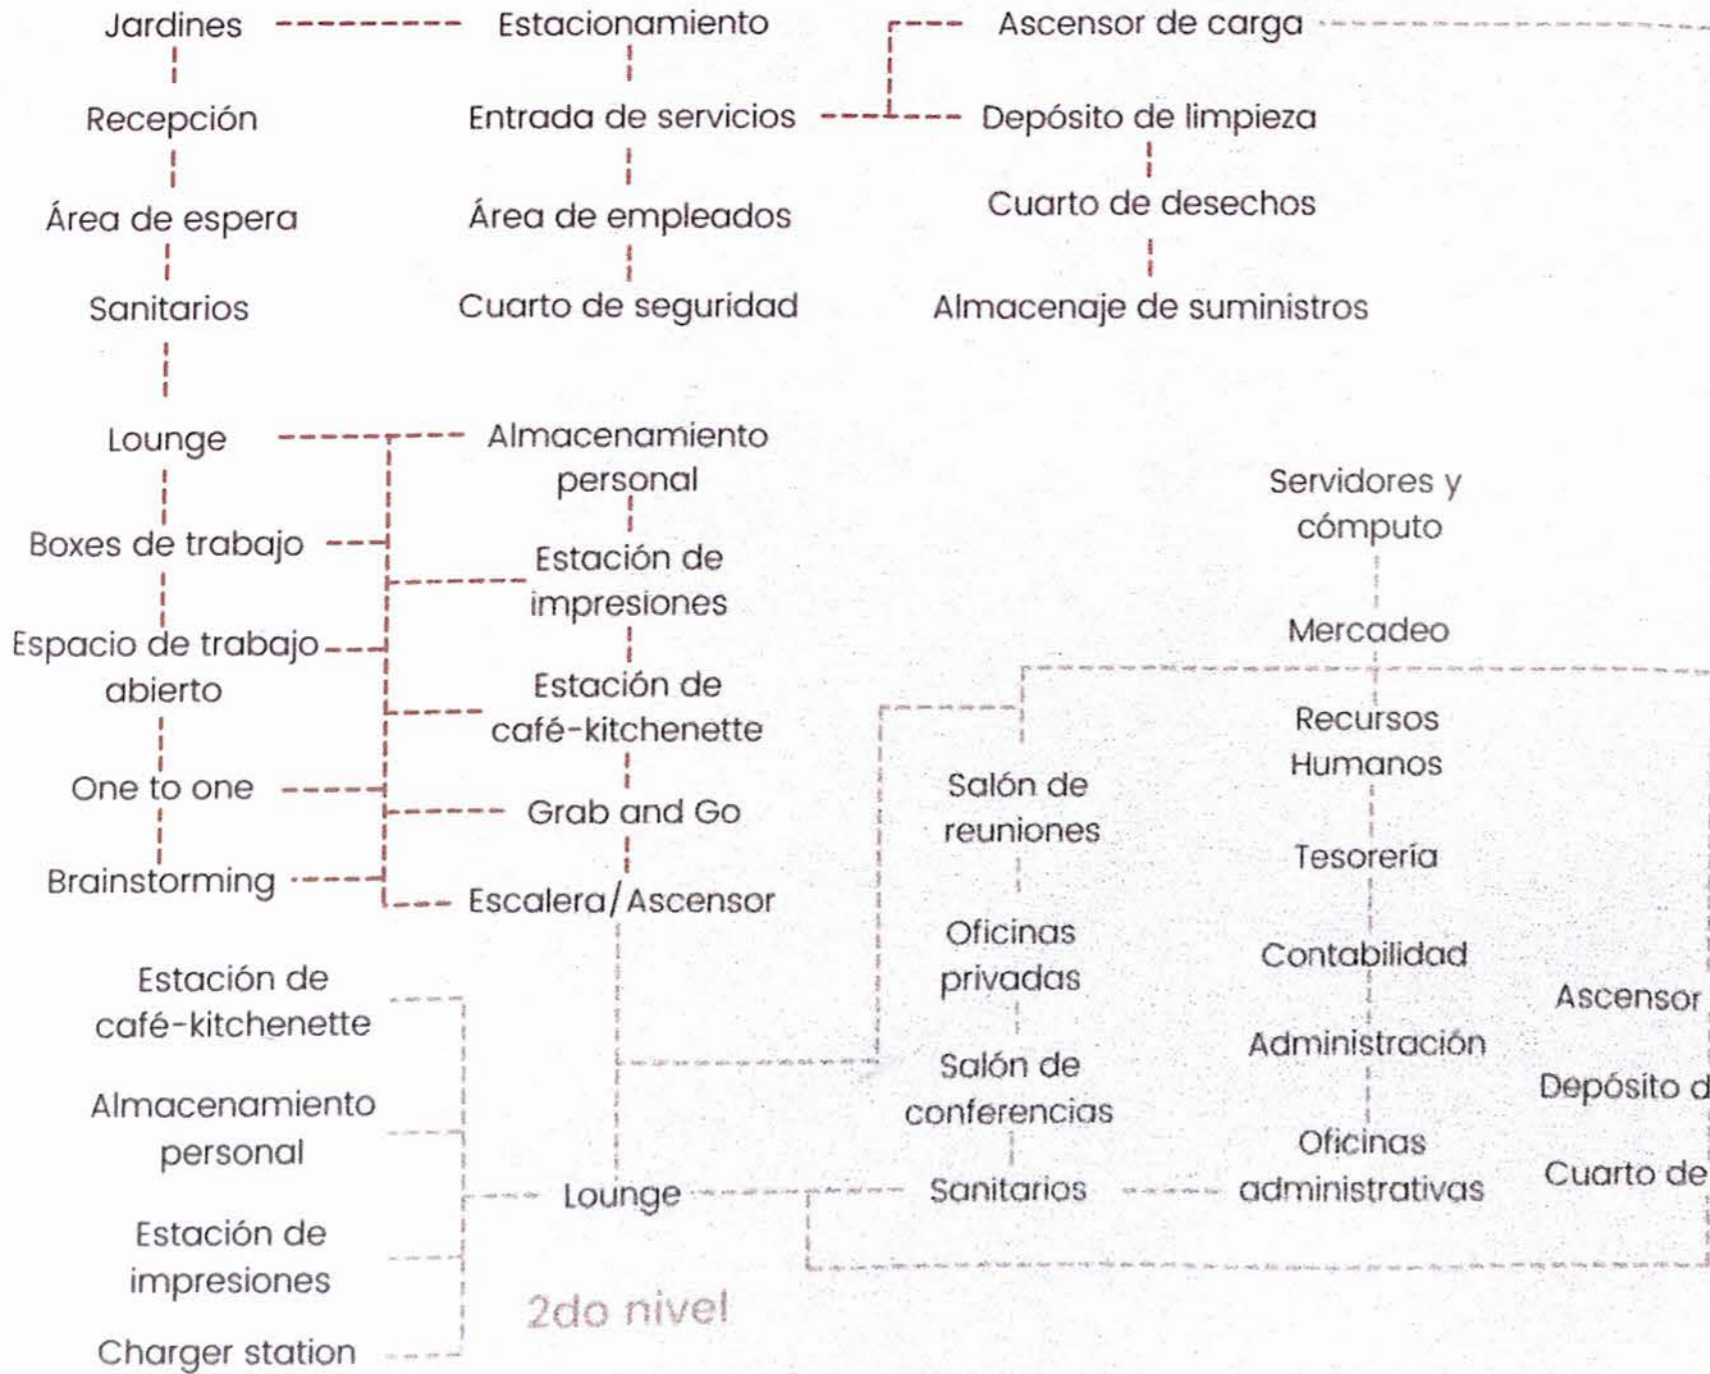 Jardines
Estacionamiento
Ascensor de carga
Recepción
Entrada de servicios
Depósito de limpieza
Área de espera
Área de empleados
Cuarto de desechos
Sanitarios
Cuarto de seguridad
Almacenaje de suministros
Lounge
Almacenamiento
personal
Boxes de trabajo
Estación de
impresiones
Espacio de trabajo
abierto
Estación de
café-kitchenette
One to one
Grab and Go
Brainstorming
Escalera/Ascensor
Servidores y
cómputo
Mercadeo
Recursos
Humanos
Salón de
reuniones
Tesorería
Oficinas
privadas
Contabilidad
Salón de
conferencias
Administración
Sanitarios
Oficinas
administrativas
Ascensor
Depósito d
Cuarto de
Estación de
café-kitchenette
Almacenamiento
personal
Lounge
Estación de
impresiones
Charger station
2do nivel